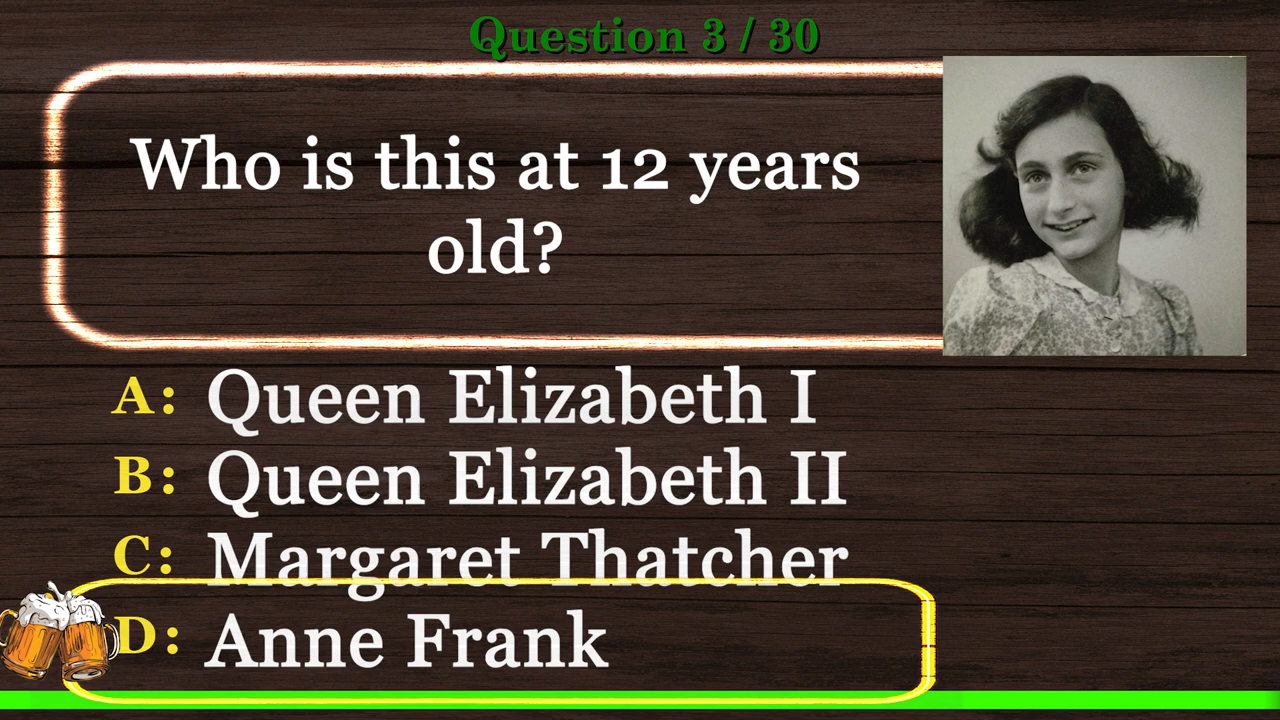 Question 3 / 30
Who is this at 12 years
old?
A: Queen Elizabeth I
B: Queen Elizabeth II
C: Margaret Thatcher
D: Anne Frank